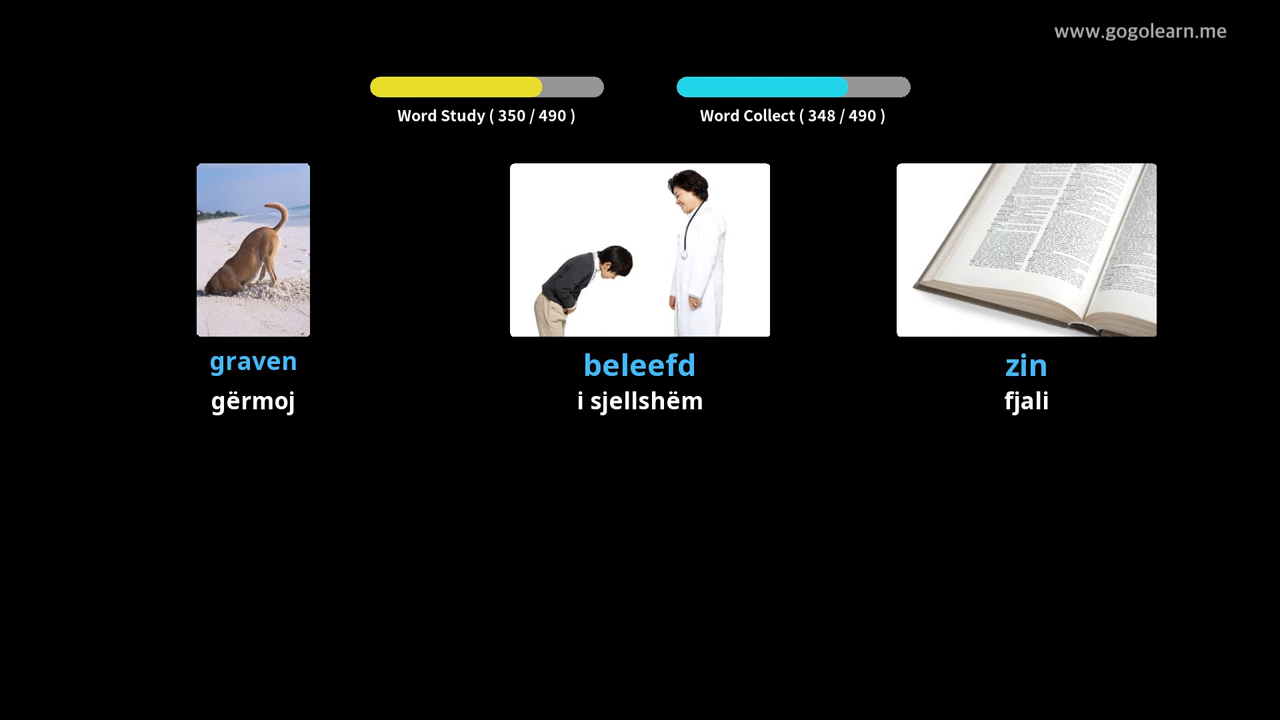 www.gogolearn.me
Word Study ( 350 / 490 )
Word Collect ( 348 / 490 )
graven
beleefd
zin
gërmoj
i sjellshëm
fjali